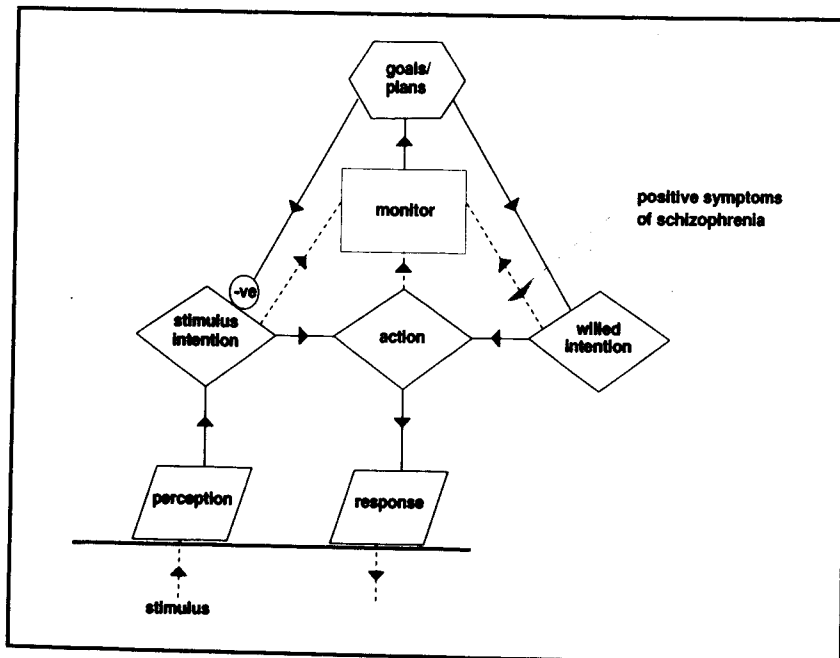 goals/
plans
monitor
positive symptoms
of schizophrenia
-ve
stimulus
intention
action
willed
intention
perception
response
stimulus